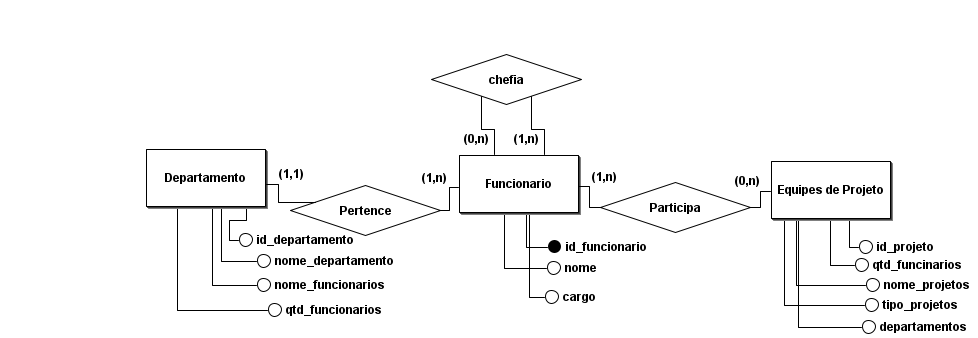 chefia
(0,n)
(1,n)
Departamento
(1,1)
Pertence
(1,n)
Funcionario
(1,n)
Participa
(0,n)
Equipes de Projeto
id_departamento
nome_departamento
nome_funcionarios
qtd_funcionarios
id_funcionario
nome
cargo
id_projeto
qtd_funcinarios
nome_projetos
tipo_projetos
departamentos